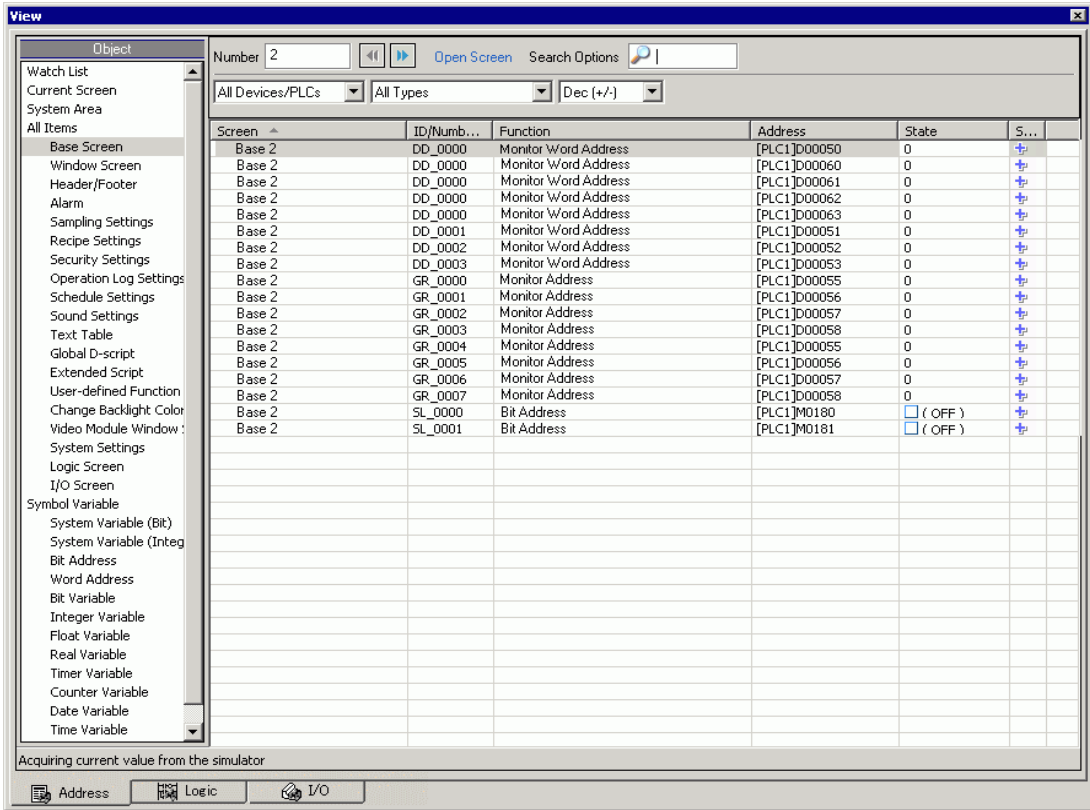 View
Object
Watch List
Current Screen
System Area
All Items
Base Screen
Window Screen
Header/Footer
Alarm
Sampling Settings
Recipe Settings
Security Settings
Operation Log Settings
Schedule Settings
Sound Settings
Text Table
Global D-script
Extended Script
User-defined Function
Change Backlight Color
Video Module Window
System Settings
Logic Screen
I/O Screen
Symbol Variable
System Variable (Bit)
System Variable (Integ
Bit Address
Word Address
Bit Variable
Integer Variable
Float Variable
Real Variable
Timer Variable
Counter Variable
Date Variable
Time Variable
Number 2 Open Screen Search Options
All Devices/PLCs All Types Dec (+/-)
Screen ID/Numb... Function Address State S...
Base 2 DD_0000 Monitor Word Address [PLC1]D00050 0
Base 2 DD_0000 Monitor Word Address [PLC1]D00060 0
Base 2 DD_0000 Monitor Word Address [PLC1]D00061 0
Base 2 DD_0000 Monitor Word Address [PLC1]D00062 0
Base 2 DD_0000 Monitor Word Address [PLC1]D00063 0
Base 2 DD_0001 Monitor Word Address [PLC1]D00051 0
Base 2 DD_0002 Monitor Word Address [PLC1]D00052 0
Base 2 DD_0003 Monitor Word Address [PLC1]D00053 0
Base 2 GR_0000 Monitor Address [PLC1]D00055 0
Base 2 GR_0001 Monitor Address [PLC1]D00056 0
Base 2 GR_0002 Monitor Address [PLC1]D00057 0
Base 2 GR_0003 Monitor Address [PLC1]D00058 0
Base 2 GR_0004 Monitor Address [PLC1]D00055 0
Base 2 GR_0005 Monitor Address [PLC1]D00056 0
Base 2 GR_0006 Monitor Address [PLC1]D00057 0
Base 2 GR_0007 Monitor Address [PLC1]D00058 0
Base 2 SL_0000 Bit Address [PLC1]M0180 ( OFF )
Base 2 SL_0001 Bit Address [PLC1]M0181 ( OFF )
Acquiring current value from the simulator
Address Logic I/O